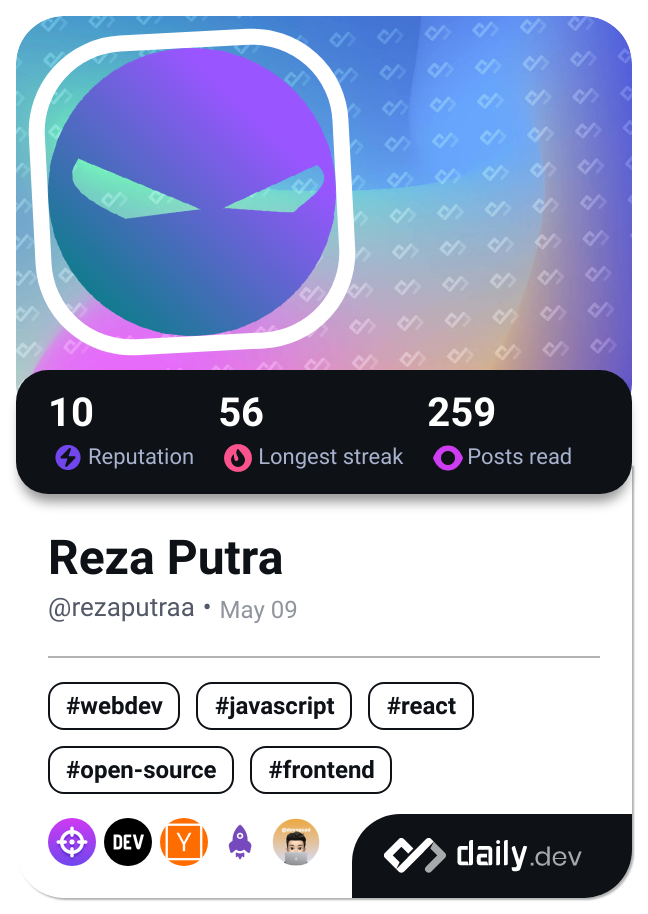 10 56 259
Reputation Longest streak Posts read
Reza Putra
@rezaputraa • May 09
#webdev #javascript #react
#open-source #frontend
DEV Y
daily.dev